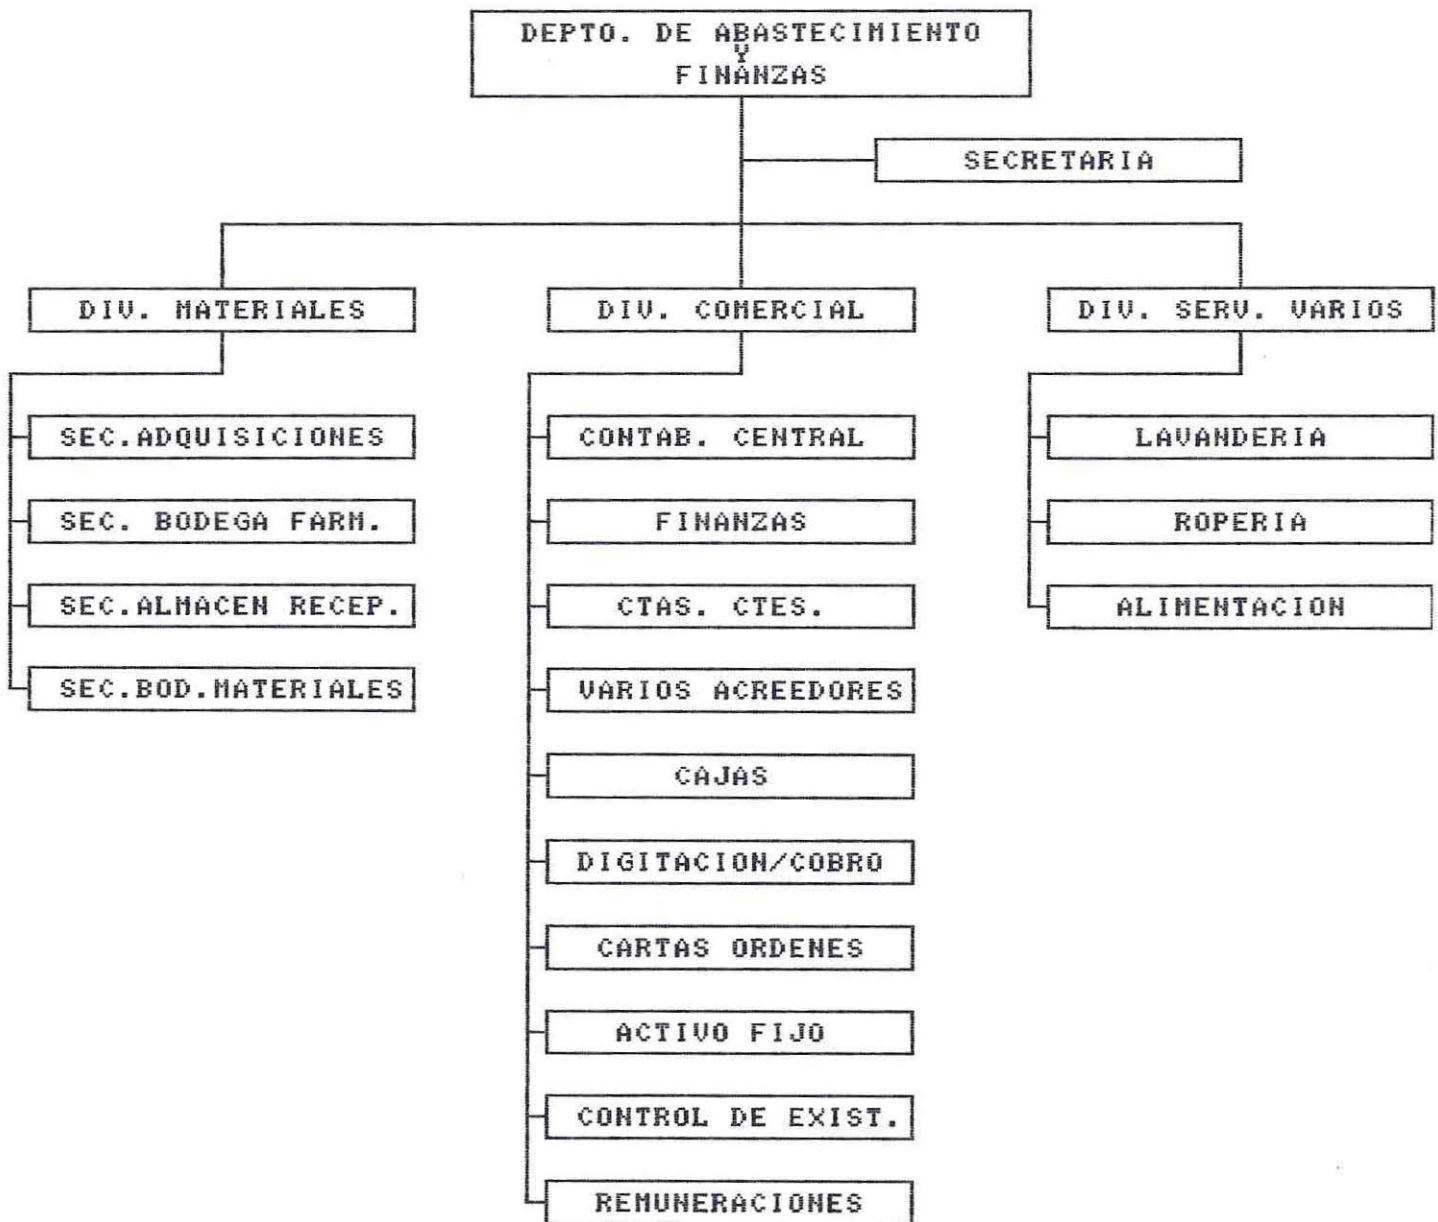 DEPTO. DE ABASTECIMIENTO
Y
FINANZAS
SECRETARIA
DIV. MATERIALES
DIV. COMERCIAL
DIV. SERV. VARIOS
SEC.ADQUISICIONES
SEC. BODEGA FARM.
SEC.ALMACEN RECEP.
SEC.BOD.MATERIALES
CONTAB. CENTRAL
FINANZAS
CTAS. CTES.
VARIOS ACREEDORES
CAJAS
DIGITACION/COBRO
CARTAS ORDENES
ACTIVO FIJO
CONTROL DE EXIST.
REMUNERACIONES
LAVANDERIA
ROPERIA
ALIMENTACION